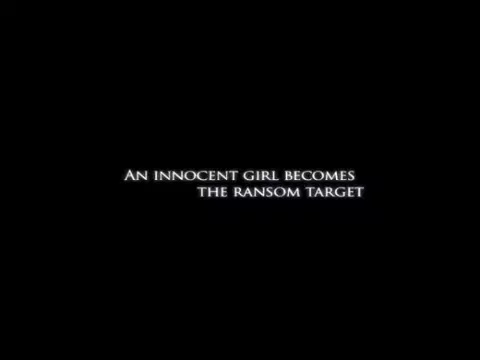 An innocent girl becomes
the ransom target